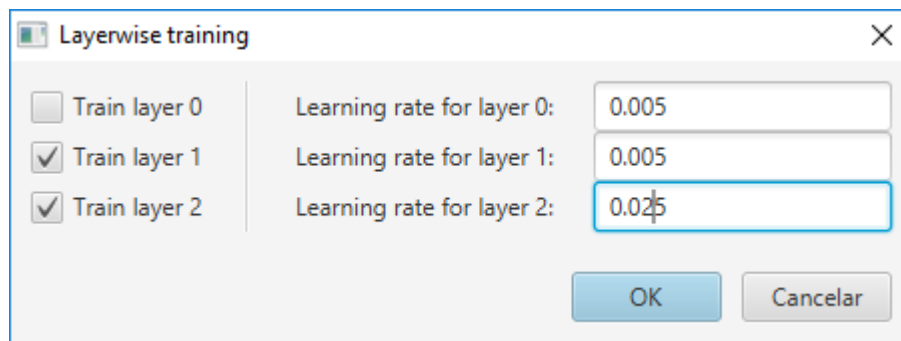 Layerwise training
Train layer 0 Learning rate for layer 0: 0.005
Train layer 1 Learning rate for layer 1: 0.005
Train layer 2 Learning rate for layer 2: 0.025
OK Cancelar